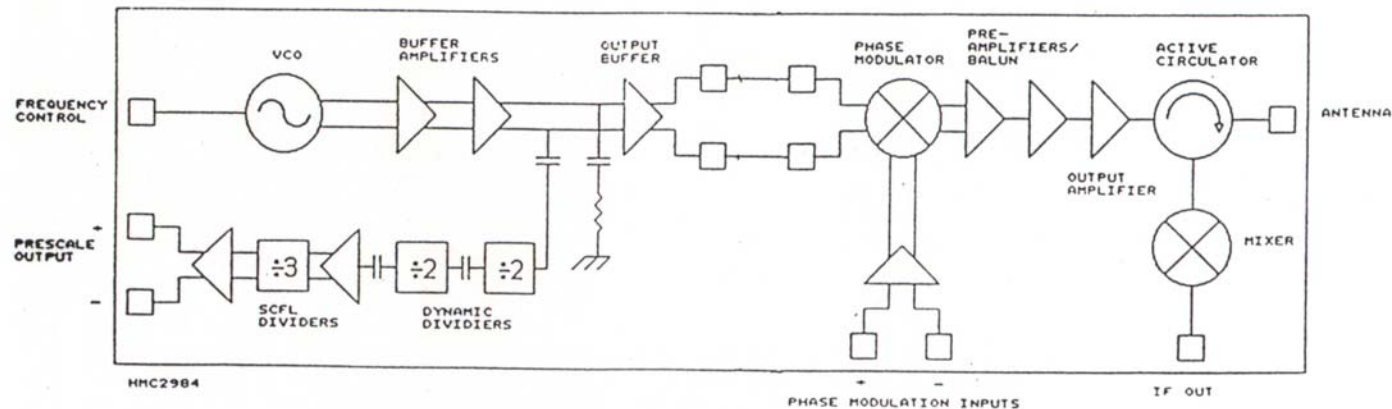 VCO
BUFFER
AMPLIFIERS
OUTPUT
BUFFER
PHASE
MODULATOR
PRE-
AMPLIFIERS/
BALUN
ACTIVE
CIRCULATOR
FREQUENCY
CONTROL
ANTENNA
OUTPUT
AMPLIFIER
+
PRESCALE
OUTPUT
-
÷3
÷2
÷2
MIXER
SCFL
DIVIDERS
DYNAMIC
DIVIDIERS
HMC2984
+ -
PHASE MODULATION INPUTS
IF OUT